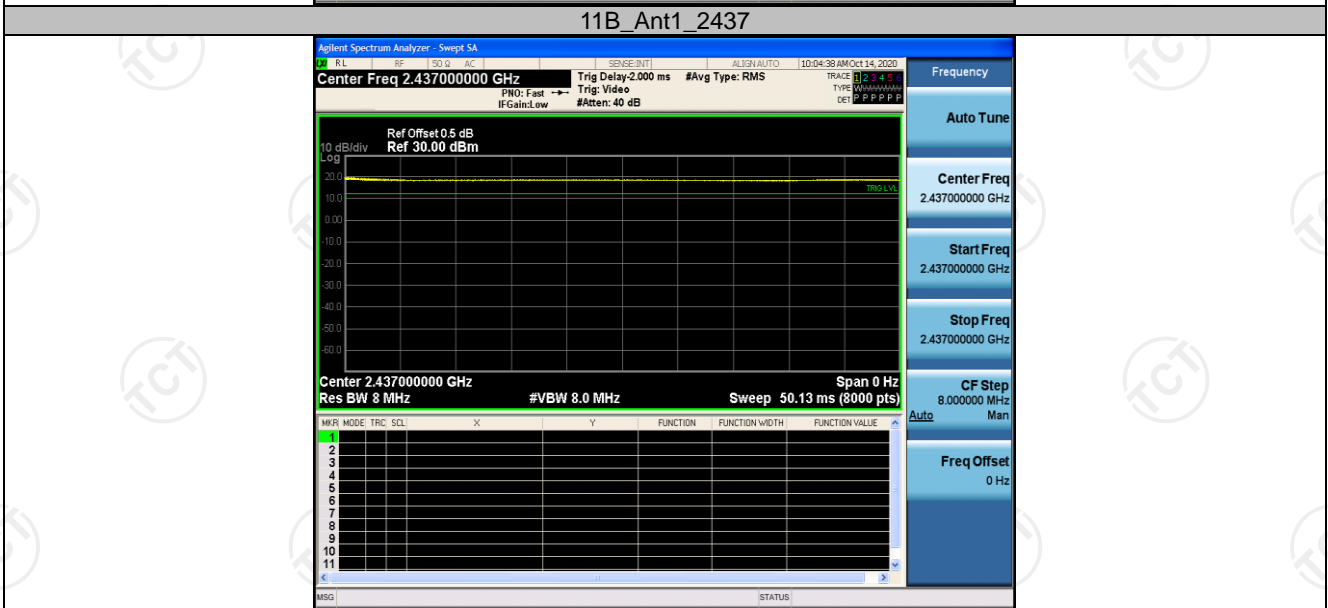 11B_Ant1_2437
Agilent Spectrum Analyzer - Swept SA
RL RF 50 Ω AC SENSE:INT ALIGN AUTO 10:04:38 AM Oct 14, 2020
Center Freq 2.437000000 GHz
PNO: Fast
IFGain:Low
Trig Delay-2.000 ms
Trig: Video
#Atten: 40 dB
#Avg Type: RMS
TRACE 1 2 3 4 5 6
TYPE W
DET P P P P P P
Ref Offset 0.5 dB
10 dB/div Ref 30.00 dBm
Log
20.0
TRIG LVL
10.0
0.00
-10.0
-20.0
-30.0
-40.0
-50.0
-60.0
Center 2.437000000 GHz Span 0 Hz
Res BW 8 MHz #VBW 8.0 MHz Sweep 50.13 ms (8000 pts)
MKR MODE TRC SCL X Y FUNCTION FUNCTION WIDTH FUNCTION VALUE
1
2
3
4
5
6
7
8
9
10
11
MSG STATUS
Frequency
Auto Tune
Center Freq
2.437000000 GHz
Start Freq
2.437000000 GHz
Stop Freq
2.437000000 GHz
CF Step
8.000000 MHz
Auto Man
Freq Offset
0 Hz
TCT
TCT
TCT
TCT